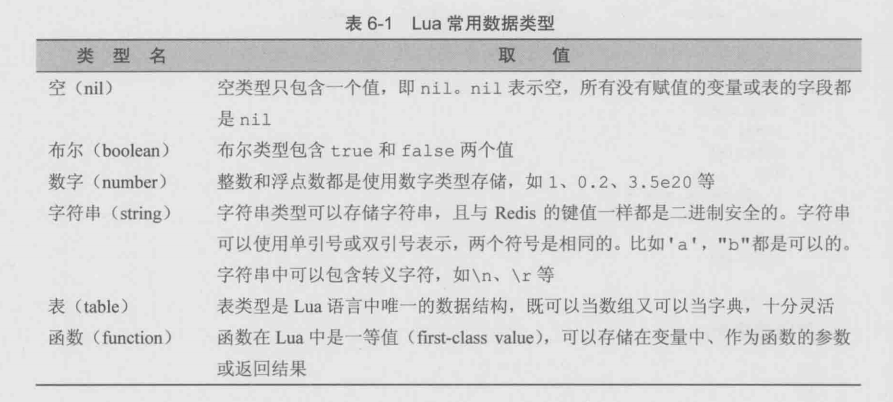 表 6-1 Lua 常用数据类型
类 型 名 取 值
空（nil） 空类型只包含一个值，即 nil。nil 表示空，所有没有赋值的变量或表的字段都
是 nil
布尔（boolean） 布尔类型包含 true 和 false 两个值
数字（number） 整数和浮点数都是使用数字类型存储，如 1、0.2、3.5e20 等
字符串（string） 字符串类型可以存储字符串，且与 Redis 的键值一样都是二进制安全的。字符串
可以使用单引号或双引号表示，两个符号是相同的。比如'a'，"b"都是可以的。
字符串中可以包含转义字符，如\n、\r 等
表（table） 表类型是 Lua 语言中唯一的数据结构，既可以当数组又可以当字典，十分灵活
函数（function） 函数在 Lua 中是一等值（first-class value），可以存储在变量中、作为函数的参数
或返回结果